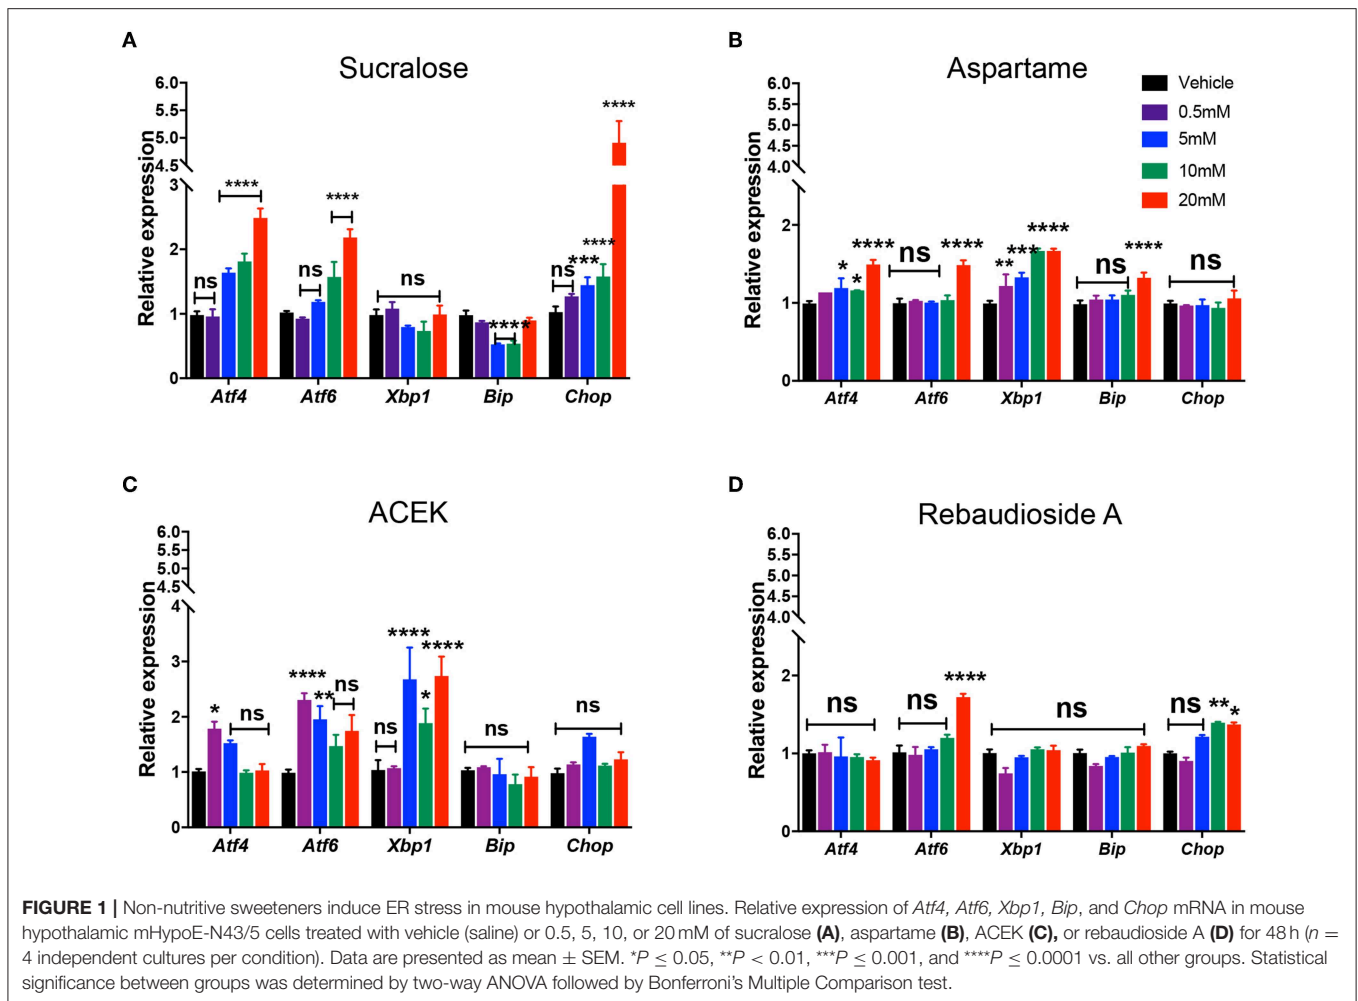 A
Sucralose
Relative expression
6.0
5.5
5.0
4.5
3
2
1
0
ns
****
ns
****
ns
****
ns
***
****
****
Atf4
Atf6
Xbp1
Bip
Chop
B
Aspartame
Relative expression
6.0
5.5
5.0
4.5
4.0
2
1
0
*
*
****
ns
****
**
***
****
ns
****
ns
Atf4
Atf6
Xbp1
Bip
Chop
Vehicle
0.5mM
5mM
10mM
20mM
C
ACEK
Relative expression
6.0
5.5
5.0
4.5
4
3
2
1
0
*
ns
****
**
ns
ns
****
*
****
ns
ns
Atf4
Atf6
Xbp1
Bip
Chop
D
Rebaudioside A
Relative expression
6.0
5.5
5.0
4.5
4.0
2
1
0
ns
ns
****
ns
ns
**
*
Atf4
Atf6
Xbp1
Bip
Chop
FIGURE 1 | Non-nutritive sweeteners induce ER stress in mouse hypothalamic cell lines. Relative expression of Atf4, Atf6, Xbp1, Bip, and Chop mRNA in mouse
hypothalamic mHypoE-N43/5 cells treated with vehicle (saline) or 0.5, 5, 10, or 20 mM of sucralose (A), aspartame (B), ACEK (C), or rebaudioside A (D) for 48 h (n =
4 independent cultures per condition). Data are presented as mean ± SEM. *P ≤ 0.05, **P < 0.01, ***P ≤ 0.001, and ****P ≤ 0.0001 vs. all other groups. Statistical
significance between groups was determined by two-way ANOVA followed by Bonferroni's Multiple Comparison test.